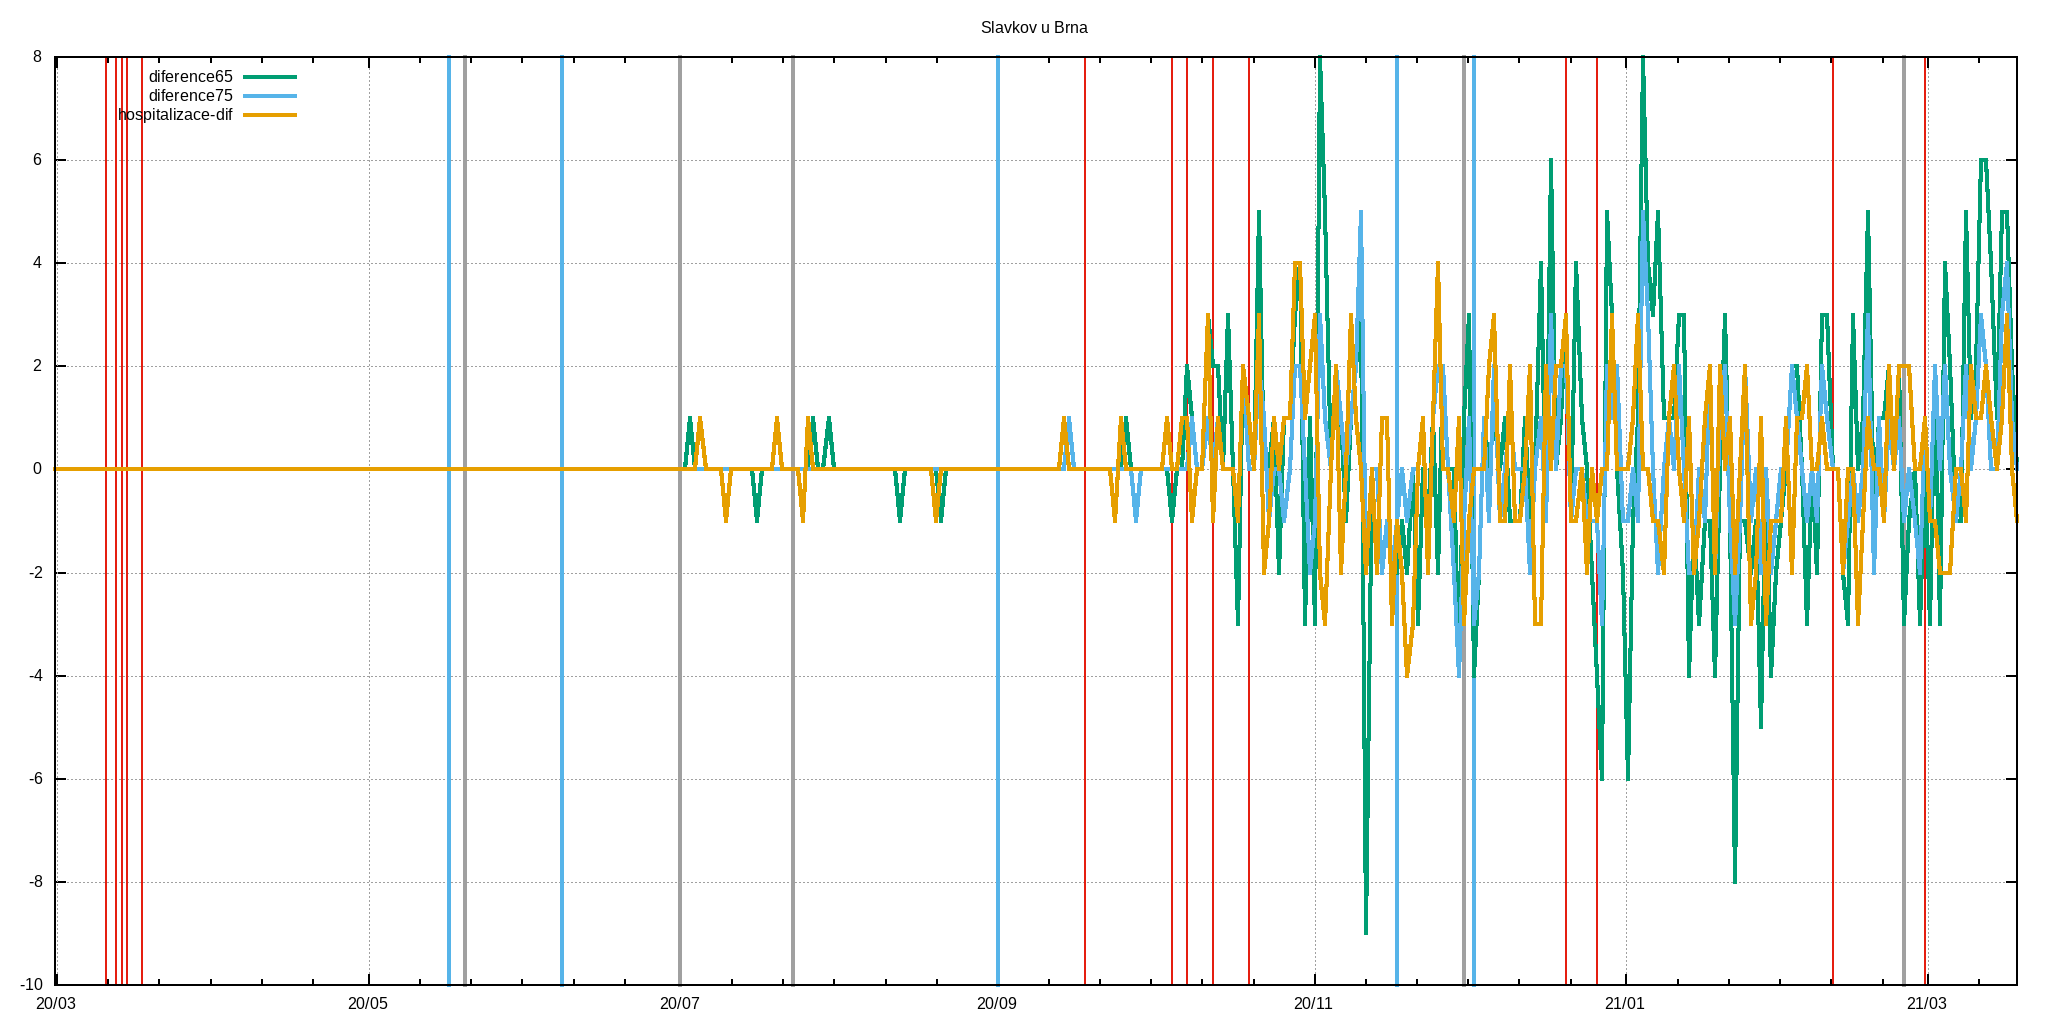 Slavkov u Brna
diference65
diference75
hospitalizace-dif
8
6
4
2
0
-2
-4
-6
-8
-10
20/03 20/05 20/07 20/09 20/11 21/01 21/03